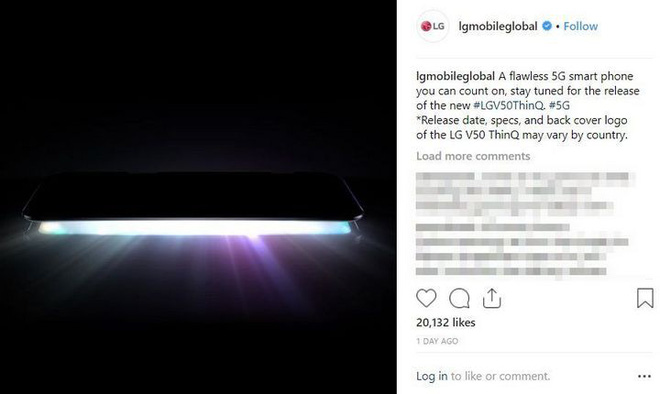 LG lgmobileglobal • Follow
lgmobileglobal A flawless 5G smart phone
you can count on, stay tuned for the release
of the new #LGV50ThinQ. #5G
*Release date, specs, and back cover logo
of the LG V50 ThinQ may vary by country.
Load more comments
20,132 likes
1 DAY AGO
Log in to like or comment.